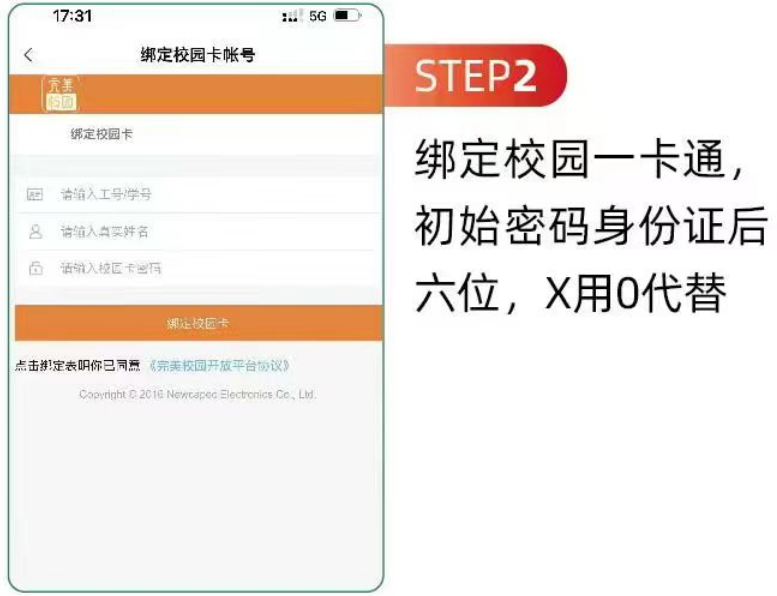 17:31
5G
绑定校园卡帐号
完美
校园
绑定校园卡
请输入工号/学号
请输入真实姓名
请输入校园卡密码
绑定校园卡
点击绑定表明你已同意《完美校园开放平台协议》
Copyright © 2016 Newcapec Electronics Co., Ltd.
STEP2
绑定校园一卡通，
初始密码身份证后
六位，X用0代替